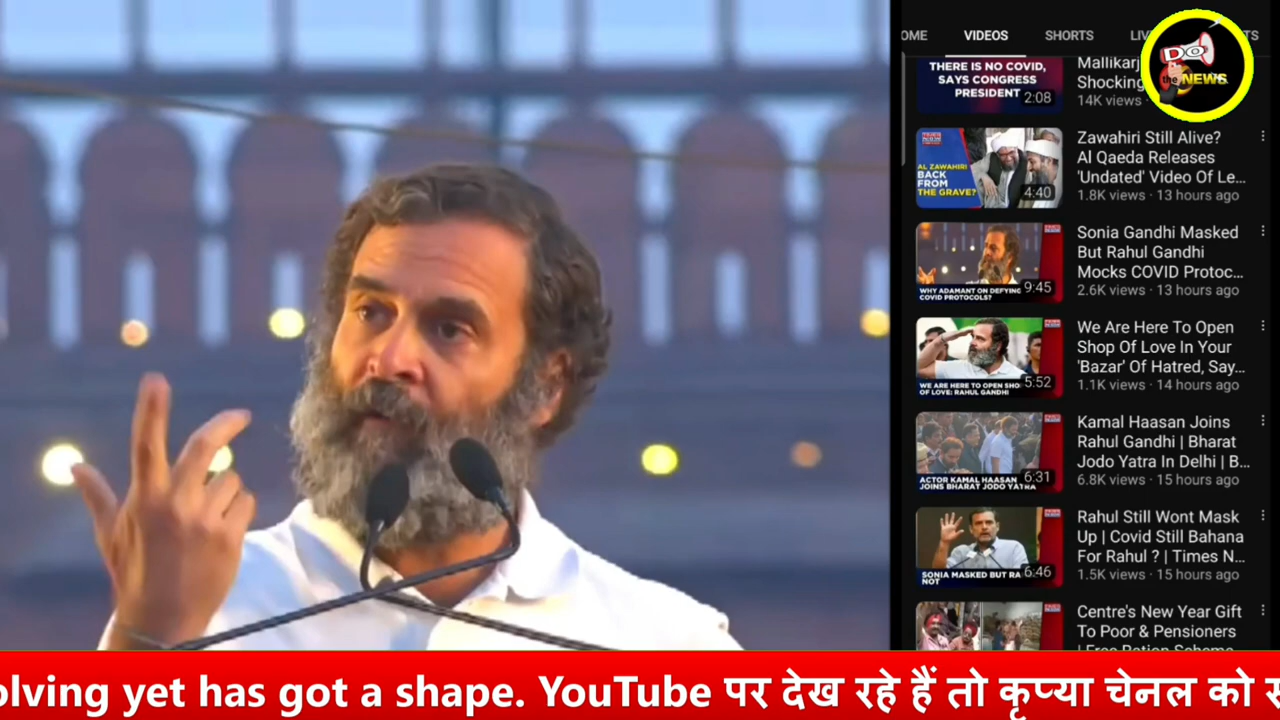 OME VIDEOS SHORTS LIV TS
DO
the NEWS
THERE IS NO COVID,
SAYS CONGRESS
PRESIDENT
2:08
Mallikarj
Shocking
14K views ·
AL ZAWAHIRI
BACK
FROM
THE GRAVE?
4:40
Zawahiri Still Alive?
Al Qaeda Releases
'Undated' Video Of Le...
1.8K views · 13 hours ago
WHY ADAMANT ON DEFYING
COVID PROTOCOLS?
9:45
Sonia Gandhi Masked
But Rahul Gandhi
Mocks COVID Protoc...
2.6K views · 13 hours ago
WE ARE HERE TO OPEN SHO
OF LOVE: RAHUL GANDHI
5:52
We Are Here To Open
Shop Of Love In Your
'Bazar' Of Hatred, Say...
1.1K views · 14 hours ago
ACTOR KAMAL HAASAN
JOINS BHARAT JODO YATRA
6:31
Kamal Haasan Joins
Rahul Gandhi | Bharat
Jodo Yatra In Delhi | B...
6.8K views · 15 hours ago
SONIA MASKED BUT RA
NOT
6:46
Rahul Still Wont Mask
Up | Covid Still Bahana
For Rahul ? | Times N...
1.5K views · 15 hours ago
Centre's New Year Gift
To Poor & Pensioners
| Free Ration Scheme
olving yet has got a shape. YouTube पर देख रहे हैं तो कृप्या चेनल को स